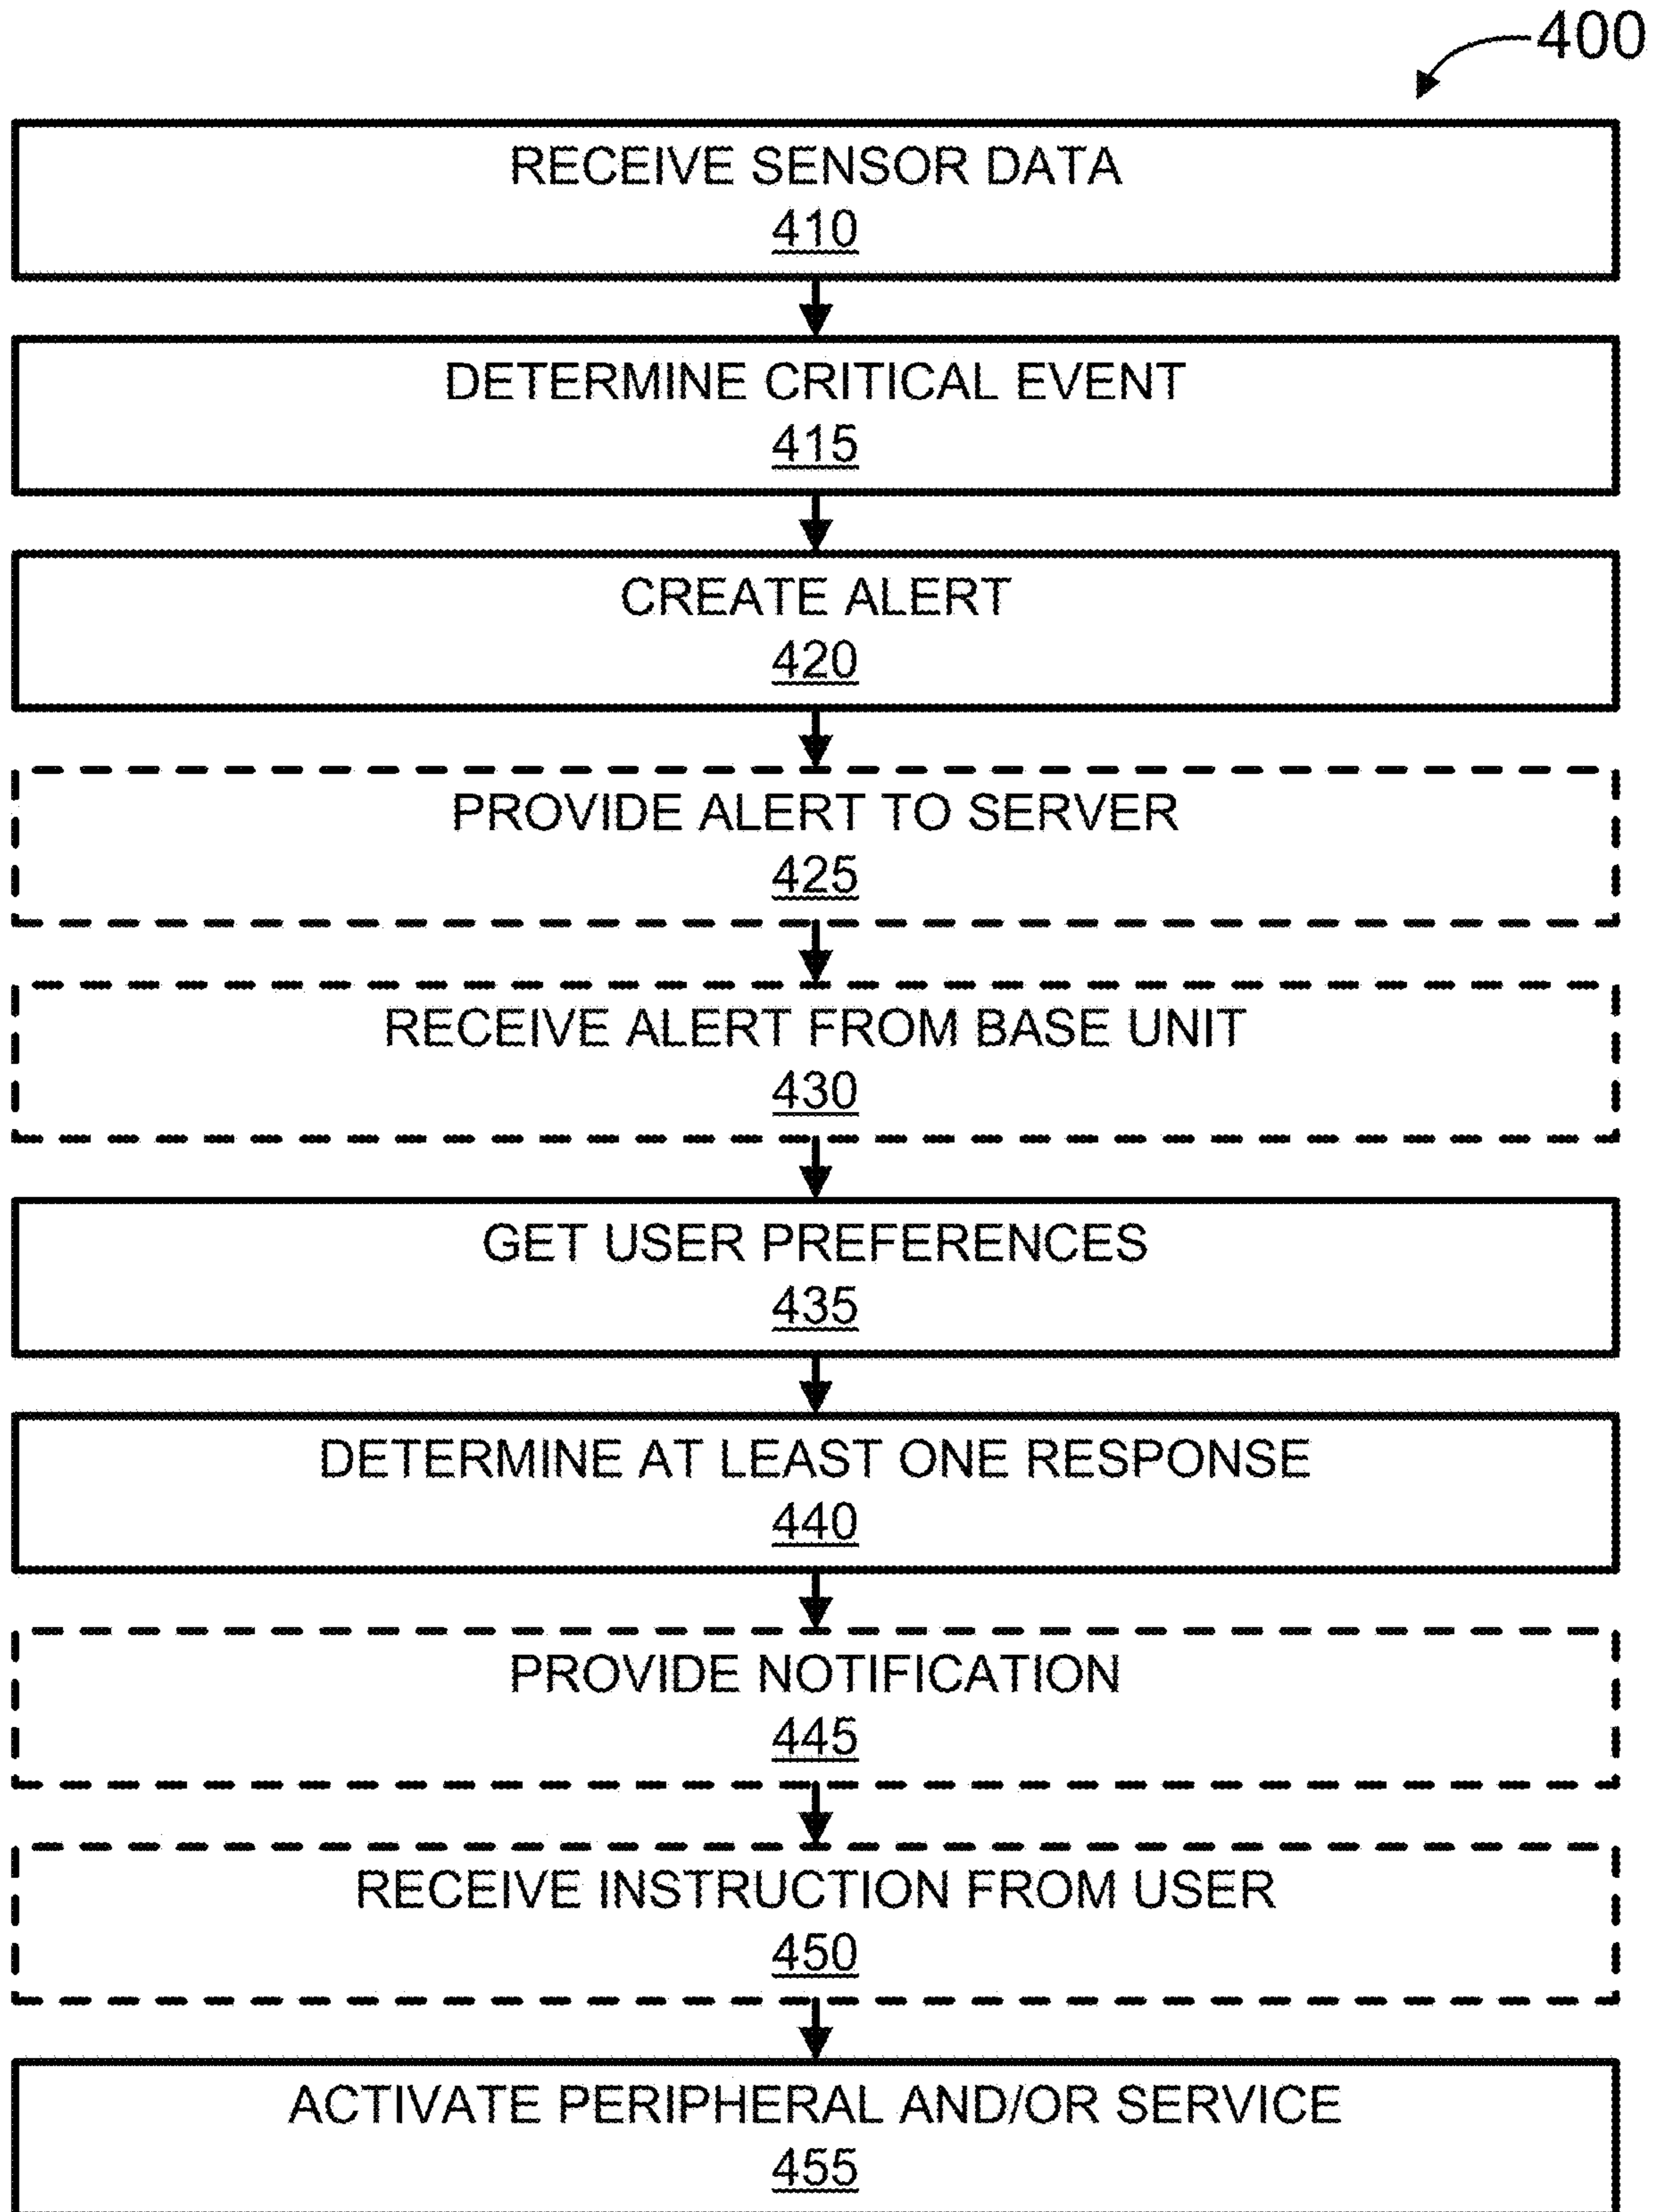 400
RECEIVE SENSOR DATA
410
DETERMINE CRITICAL EVENT
415
CREATE ALERT
420
PROVIDE ALERT TO SERVER
425
RECEIVE ALERT FROM BASE UNIT
430
GET USER PREFERENCES
435
DETERMINE AT LEAST ONE RESPONSE
440
PROVIDE NOTIFICATION
445
RECEIVE INSTRUCTION FROM USER
450
ACTIVATE PERIPHERAL AND/OR SERVICE
455